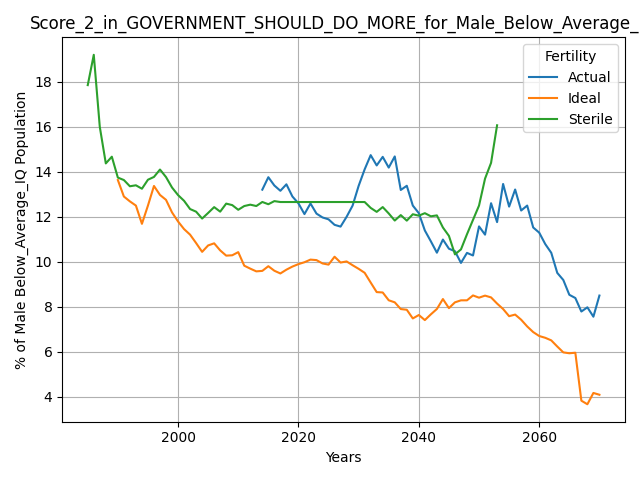 Score_2_in_GOVERNMENT_SHOULD_DO_MORE_for_Male_Below_Average_
Fertility
Actual
Ideal
Sterile
% of Male Below_Average_IQ Population
18
16
14
12
10
8
6
4
2000 2020 2040 2060
Years